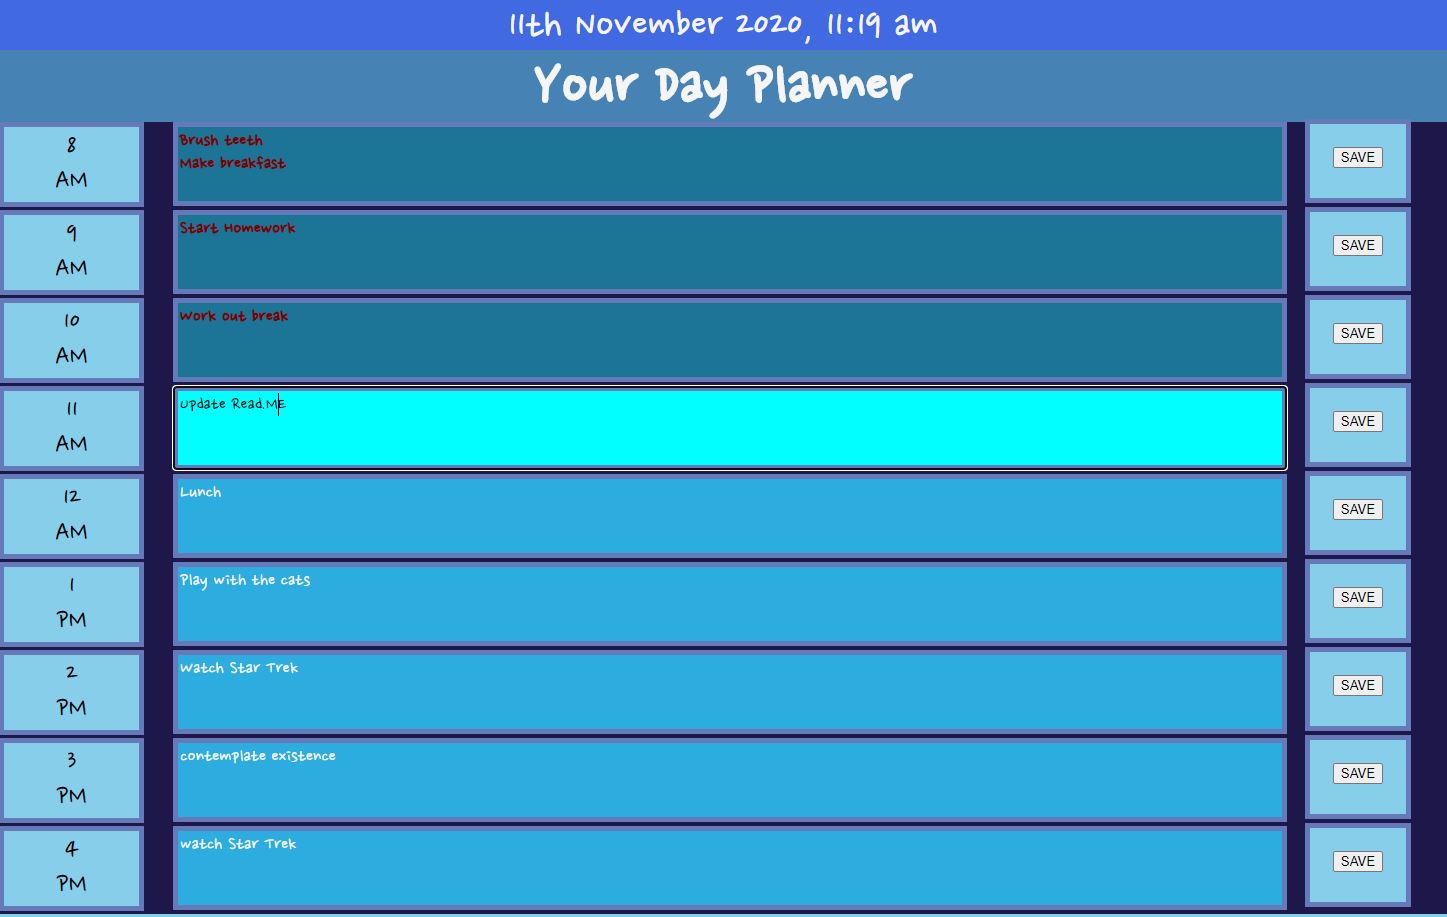 11th November 2020, 11:19 am
Your Day Planner
8
AM
Brush teeth
Make breakfast
SAVE
9
AM
Start Homework
SAVE
10
AM
Work out break
SAVE
11
AM
Update Read.ME
SAVE
12
AM
Lunch
SAVE
1
PM
Play with the cats
SAVE
2
PM
Watch Star Trek
SAVE
3
PM
contemplate existence
SAVE
4
PM
watch Star Trek
SAVE